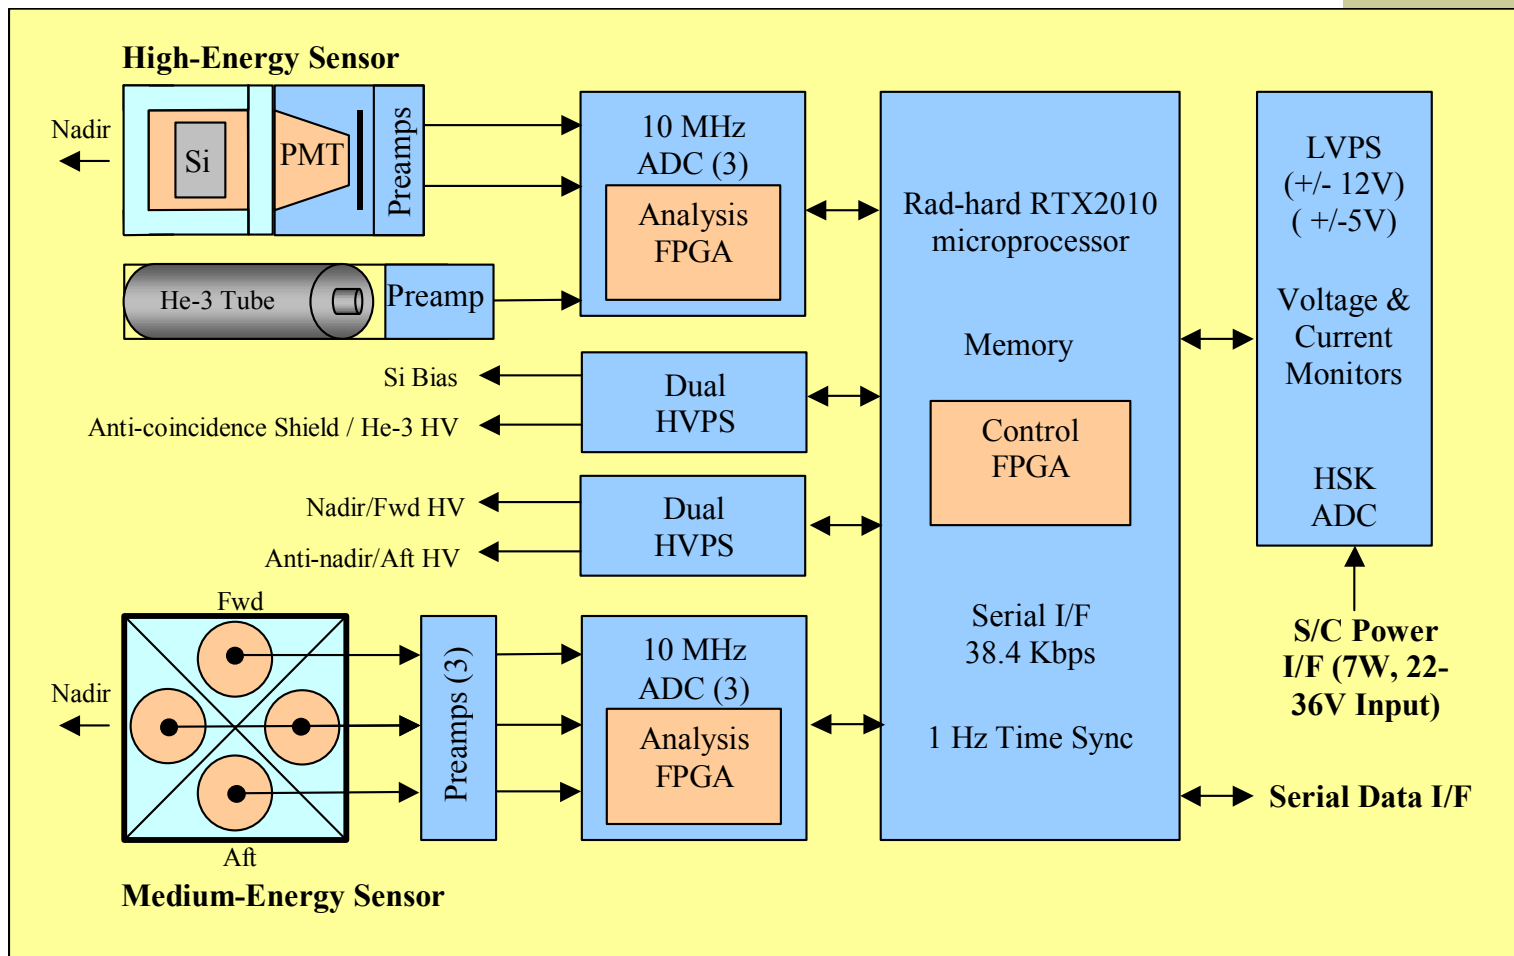 High-Energy Sensor
Nadir
Si
PMT
Preamps
10 MHz
ADC (3)
Analysis
FPGA
He-3 Tube
Preamp
Si Bias
Anti-coincidence Shield / He-3 HV
Dual
HVPS
Nadir/Fwd HV
Anti-nadir/Aft HV
Dual
HVPS
Fwd
Nadir
Aft
Medium-Energy Sensor
Preamps (3)
10 MHz
ADC (3)
Analysis
FPGA
Rad-hard RTX2010
microprocessor
Memory
Control
FPGA
Serial I/F
38.4 Kbps
1 Hz Time Sync
LVPS
(+/- 12V)
( +/-5V)
Voltage &
Current
Monitors
HSK
ADC
S/C Power
I/F (7W, 22-
36V Input)
Serial Data I/F